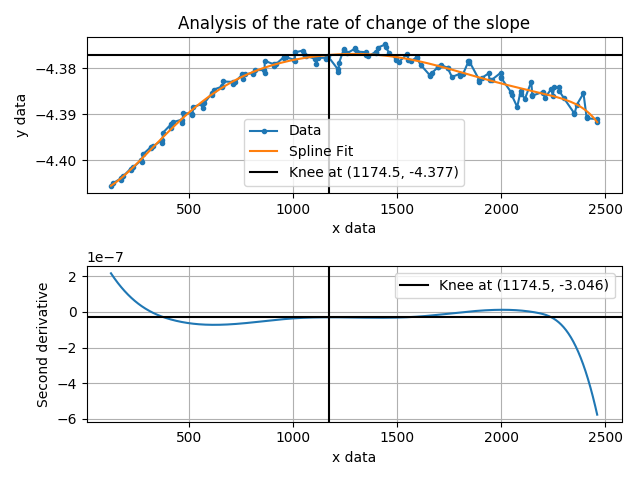 Analysis of the rate of change of the slope
−4.38
−4.39
−4.40
y data
Data
Spline Fit
Knee at (1174.5, -4.377)
500
1000
1500
2000
2500
x data
1e−7
2
0
−2
−4
−6
Second derivative
Knee at (1174.5, -3.046)
500
1000
1500
2000
2500
x data